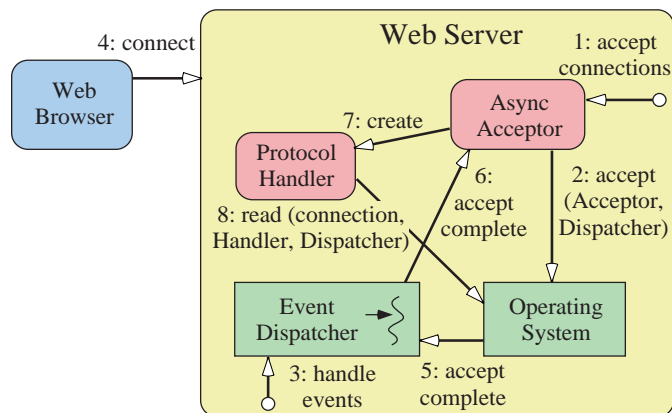 Web Server
4: connect
1: accept
connections
Web
Browser
Async
Acceptor
7: create
Protocol
Handler
6:
accept
complete
2: accept
(Acceptor,
Dispatcher)
8: read (connection,
Handler, Dispatcher)
Event
Dispatcher
Operating
System
3: handle
events
5: accept
complete